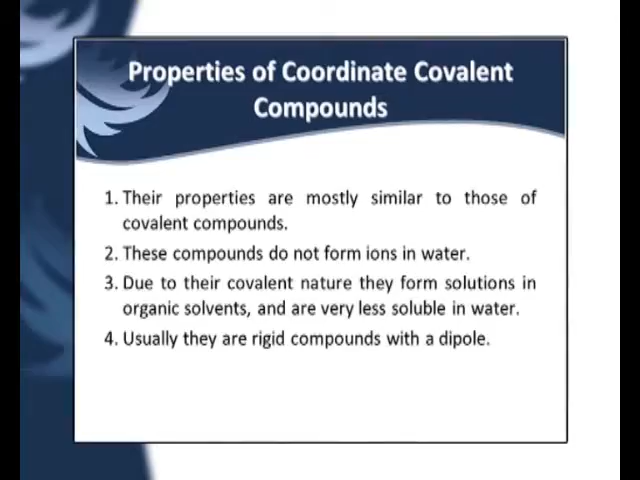 Properties of Coordinate Covalent
Compounds
1. Their properties are mostly similar to those of
covalent compounds.
2. These compounds do not form ions in water.
3. Due to their covalent nature they form solutions in
organic solvents, and are very less soluble in water.
4. Usually they are rigid compounds with a dipole.